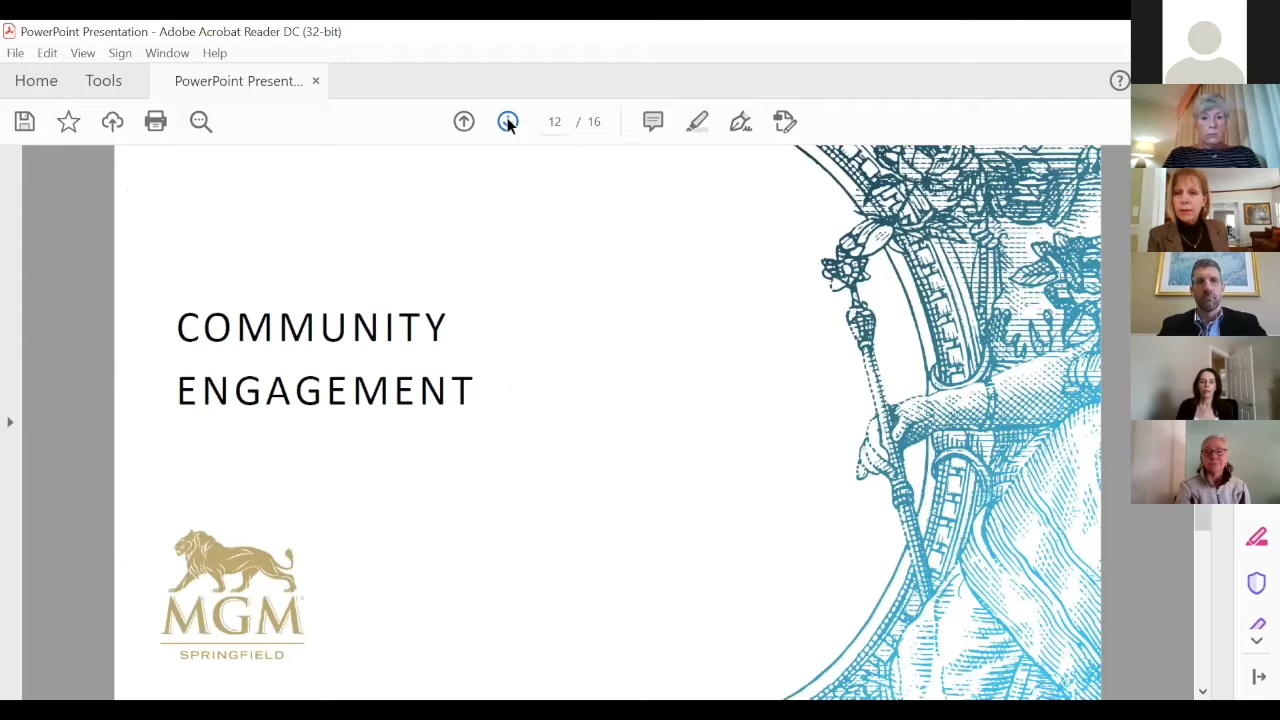 PowerPoint Presentation - Adobe Acrobat Reader DC (32-bit)
File Edit View Sign Window Help
Home Tools PowerPoint Present... ×
12 / 16
COMMUNITY
ENGAGEMENT
MGM
SPRINGFIELD